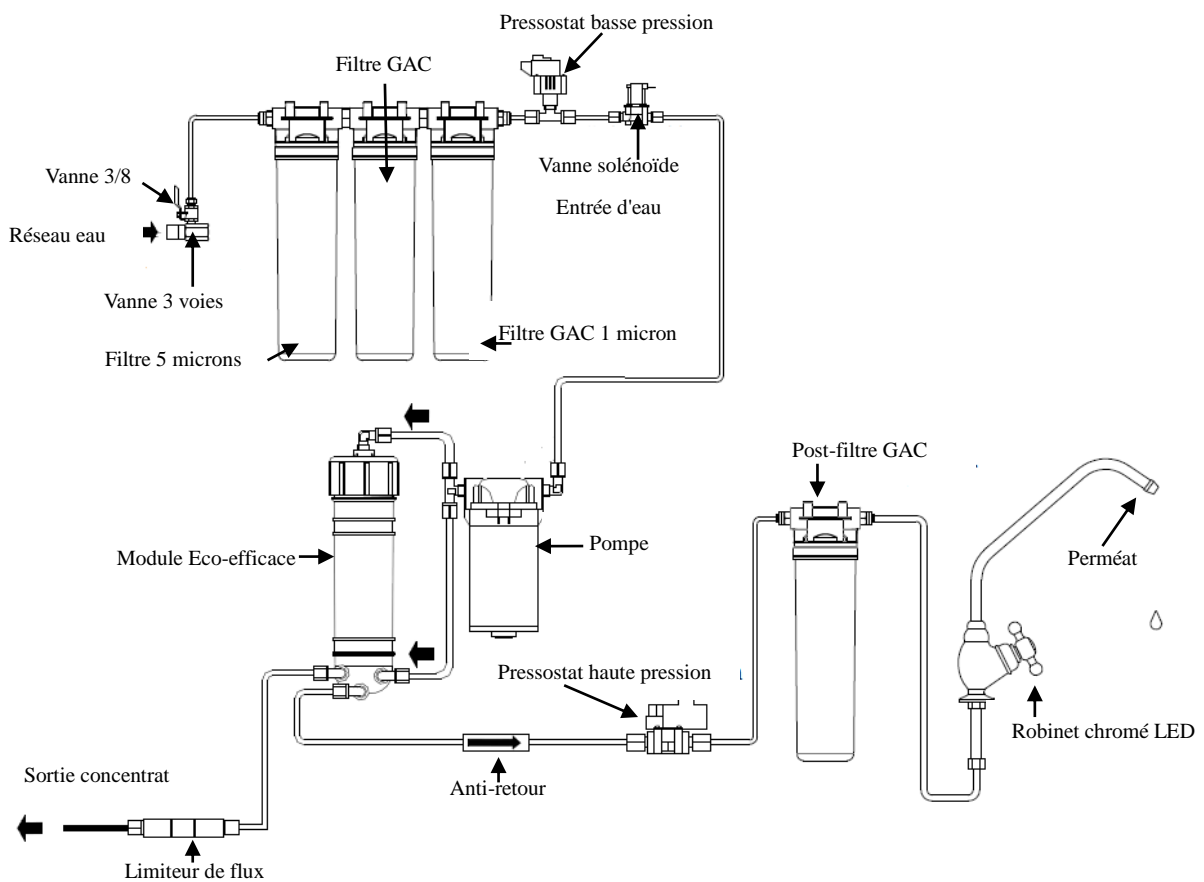 Pressostat basse pression
Filtre GAC
Vanne solénoïde
Vanne 3/8
Entrée d'eau
Réseau eau
Vanne 3 voies
Filtre GAC 1 micron
Filtre 5 microns
Post-filtre GAC
Pompe
Module Eco-efficace
Perméat
Pressostat haute pression
Robinet chromé LED
Sortie concentrat
Anti-retour
Limiteur de flux